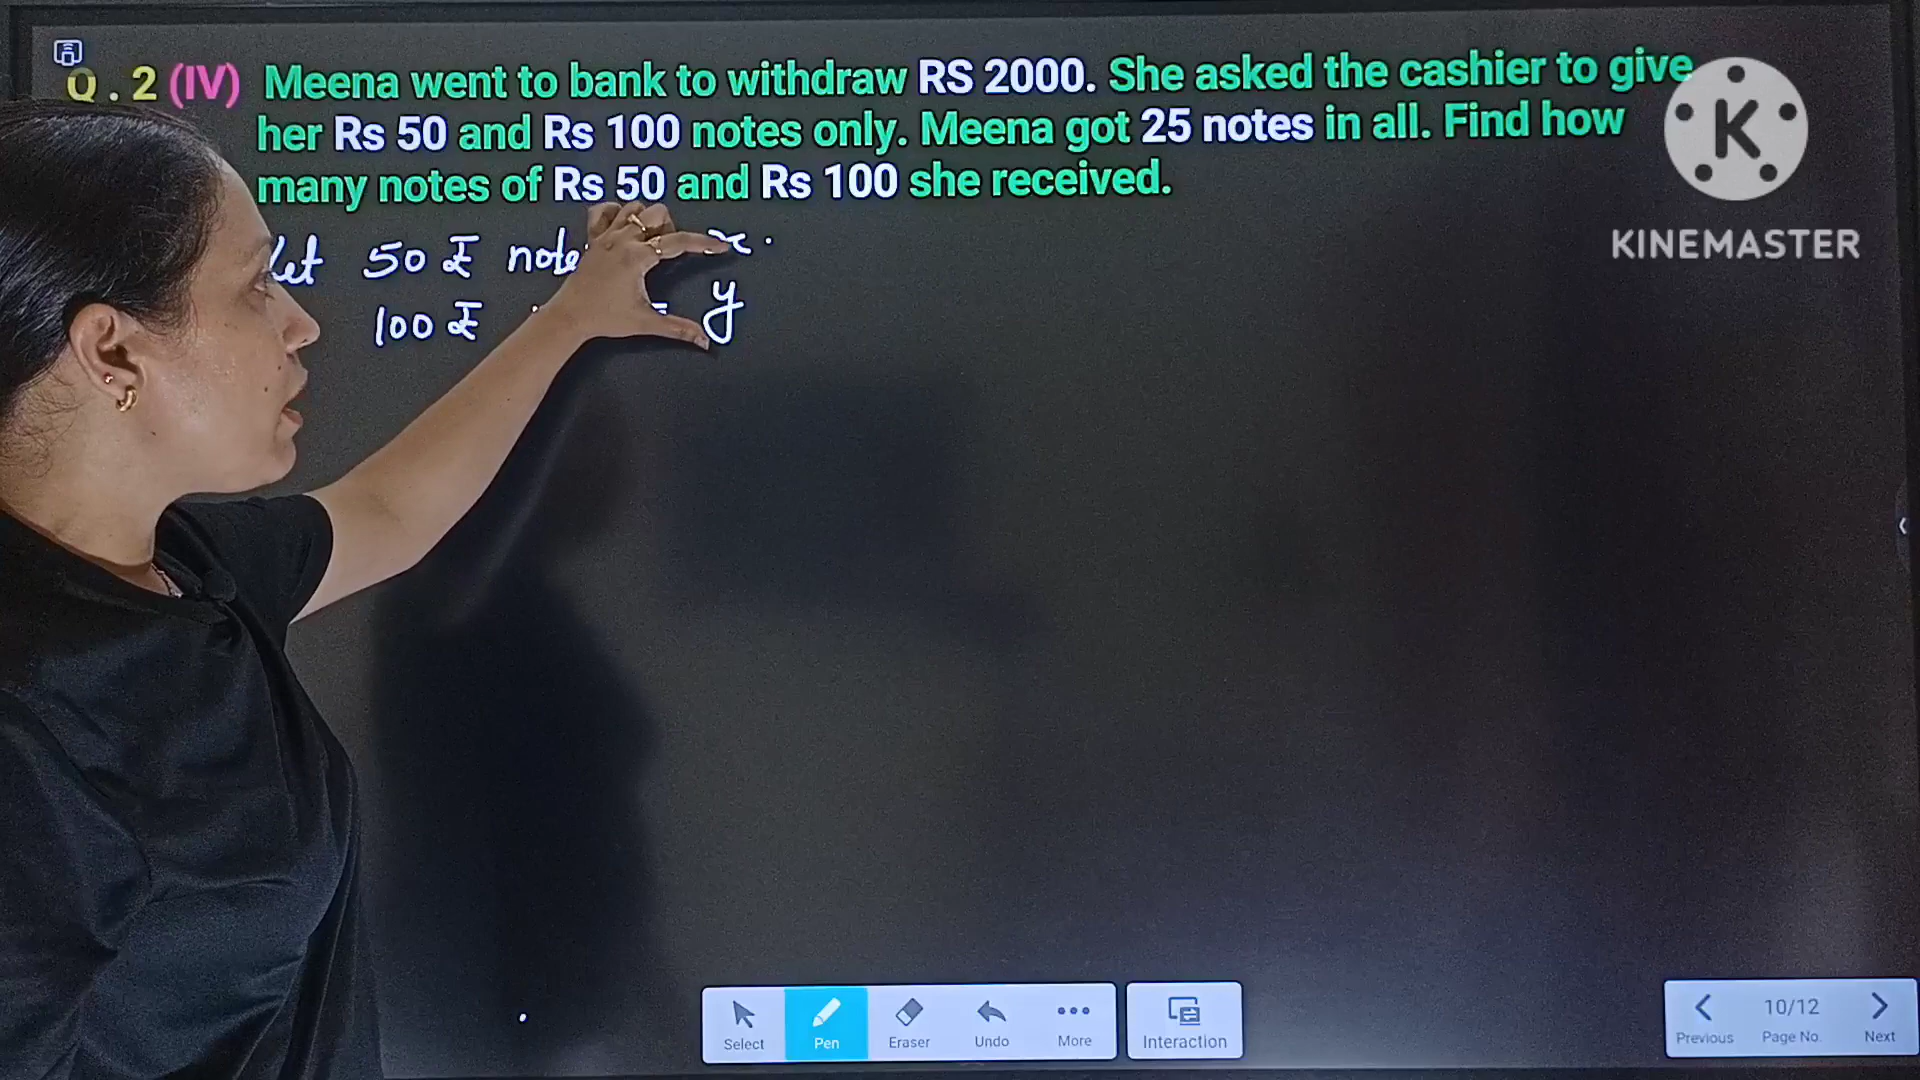 Q . 2 (IV) Meena went to bank to withdraw RS 2000. She asked the cashier to give
her Rs 50 and Rs 100 notes only. Meena got 25 notes in all. Find how
many notes of Rs 50 and Rs 100 she received.
K
KINEMASTER
Let 50 ₹ x
100 ₹ = y
Select Pen Eraser Undo More Interaction
10/12
Previous Page No. Next